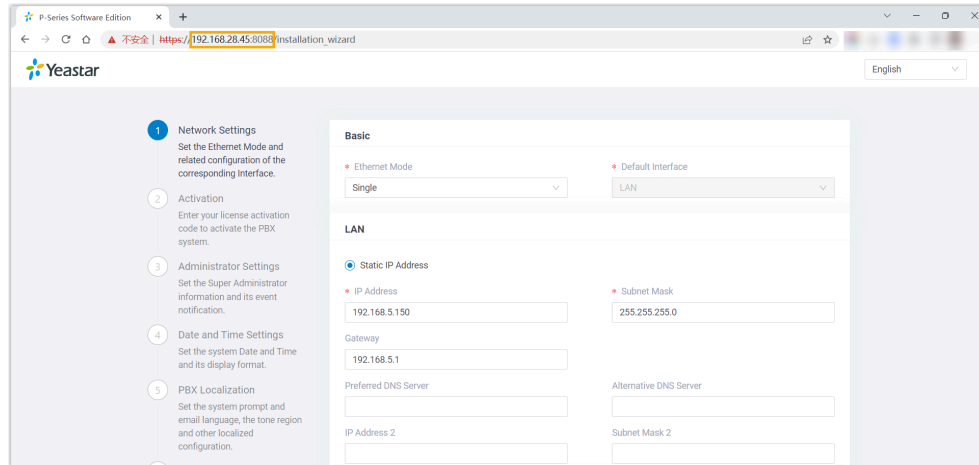 P-Series Software Edition
不安全 | https://192.168.28.45:8088/installation_wizard
Yeastar
English
1
Network Settings
Set the Ethernet Mode and
related configuration of the
corresponding Interface.
2
Activation
Enter your license activation
code to activate the PBX
system.
3
Administrator Settings
Set the Super Administrator
information and its event
notification.
4
Date and Time Settings
Set the system Date and Time
and its display format.
5
PBX Localization
Set the system prompt and
email language, the tone region
and other localized
configuration.
Basic
* Ethernet Mode
* Default Interface
Single
LAN
LAN
Static IP Address
* IP Address
* Subnet Mask
192.168.5.150
255.255.255.0
Gateway
192.168.5.1
Preferred DNS Server
Alternative DNS Server
IP Address 2
Subnet Mask 2